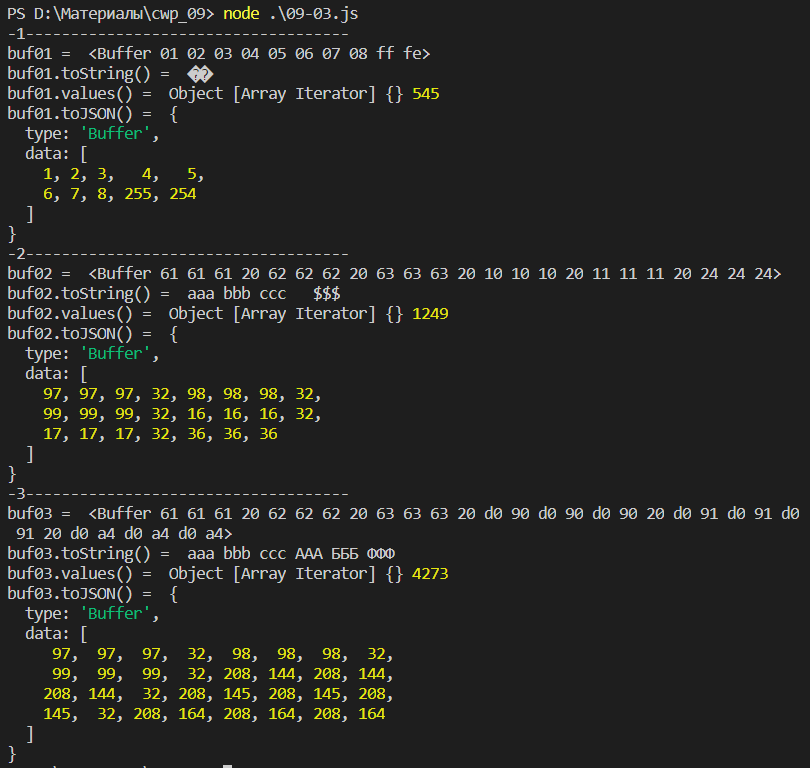 PS D:\Материалы\cwp_09> node .\09-03.js
-1------------------------------------
buf01 =  <Buffer 01 02 03 04 05 06 07 08 ff fe>
buf01.toString() =  ��
buf01.values() =  Object [Array Iterator] {} 545
buf01.toJSON() =  {
  type: 'Buffer',
  data: [
    1, 2, 3,   4,   5,
    6, 7, 8, 255, 254
  ]
}
-2------------------------------------
buf02 =  <Buffer 61 61 61 20 62 62 62 20 63 63 63 20 10 10 10 20 11 11 11 20 24 24 24>
buf02.toString() =  aaa bbb ccc   $$$
buf02.values() =  Object [Array Iterator] {} 1249
buf02.toJSON() =  {
  type: 'Buffer',
  data: [
    97, 97, 97, 32, 98, 98, 98, 32,
    99, 99, 99, 32, 16, 16, 16, 32,
    17, 17, 17, 32, 36, 36, 36
  ]
}
-3------------------------------------
buf03 =  <Buffer 61 61 61 20 62 62 62 20 63 63 63 20 d0 90 d0 90 d0 90 20 d0 91 d0 91 d0
 91 20 d0 a4 d0 a4 d0 a4>
buf03.toString() =  aaa bbb ccc ААА БББ ФФФ
buf03.values() =  Object [Array Iterator] {} 4273
buf03.toJSON() =  {
  type: 'Buffer',
  data: [
     97,  97,  97,  32,  98,  98,  98,  32,
     99,  99,  99,  32, 208, 144, 208, 144,
    208, 144,  32, 208, 145, 208, 145, 208,
    145,  32, 208, 164, 208, 164, 208, 164
  ]
}